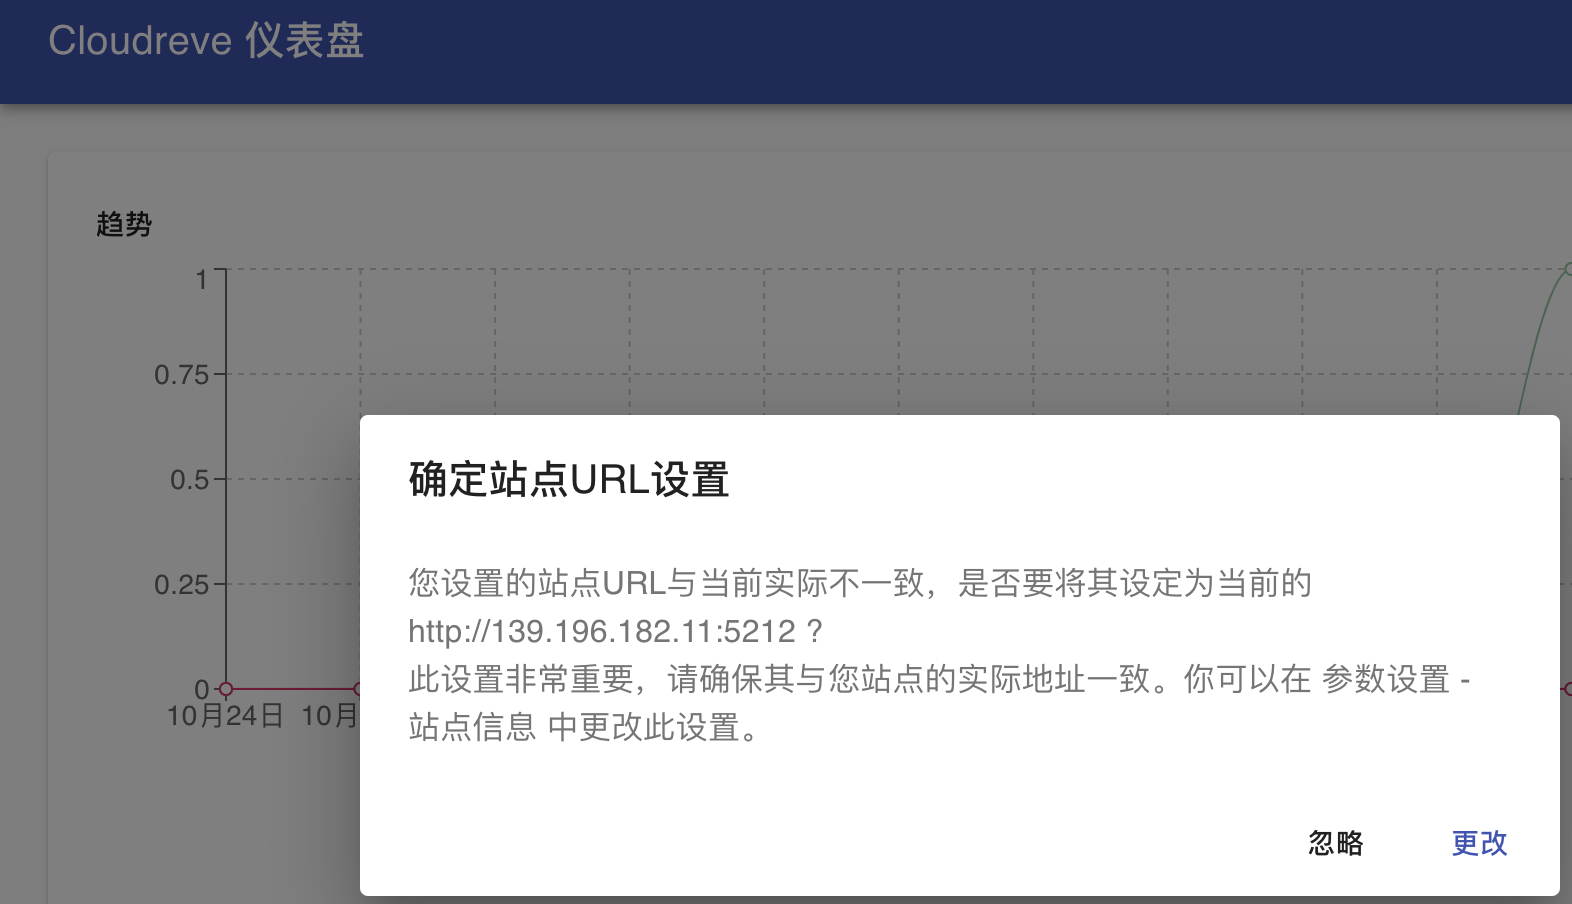 Cloudreve 仪表盘
趋势
1
0.75
0.5
0.25
0
10月24日 10月
确定站点URL设置
您设置的站点URL与当前实际不一致，是否要将其设定为当前的
http://139.196.182.11:5212 ?
此设置非常重要，请确保其与您站点的实际地址一致。你可以在 参数设置 -
站点信息 中更改此设置。
忽略 更改